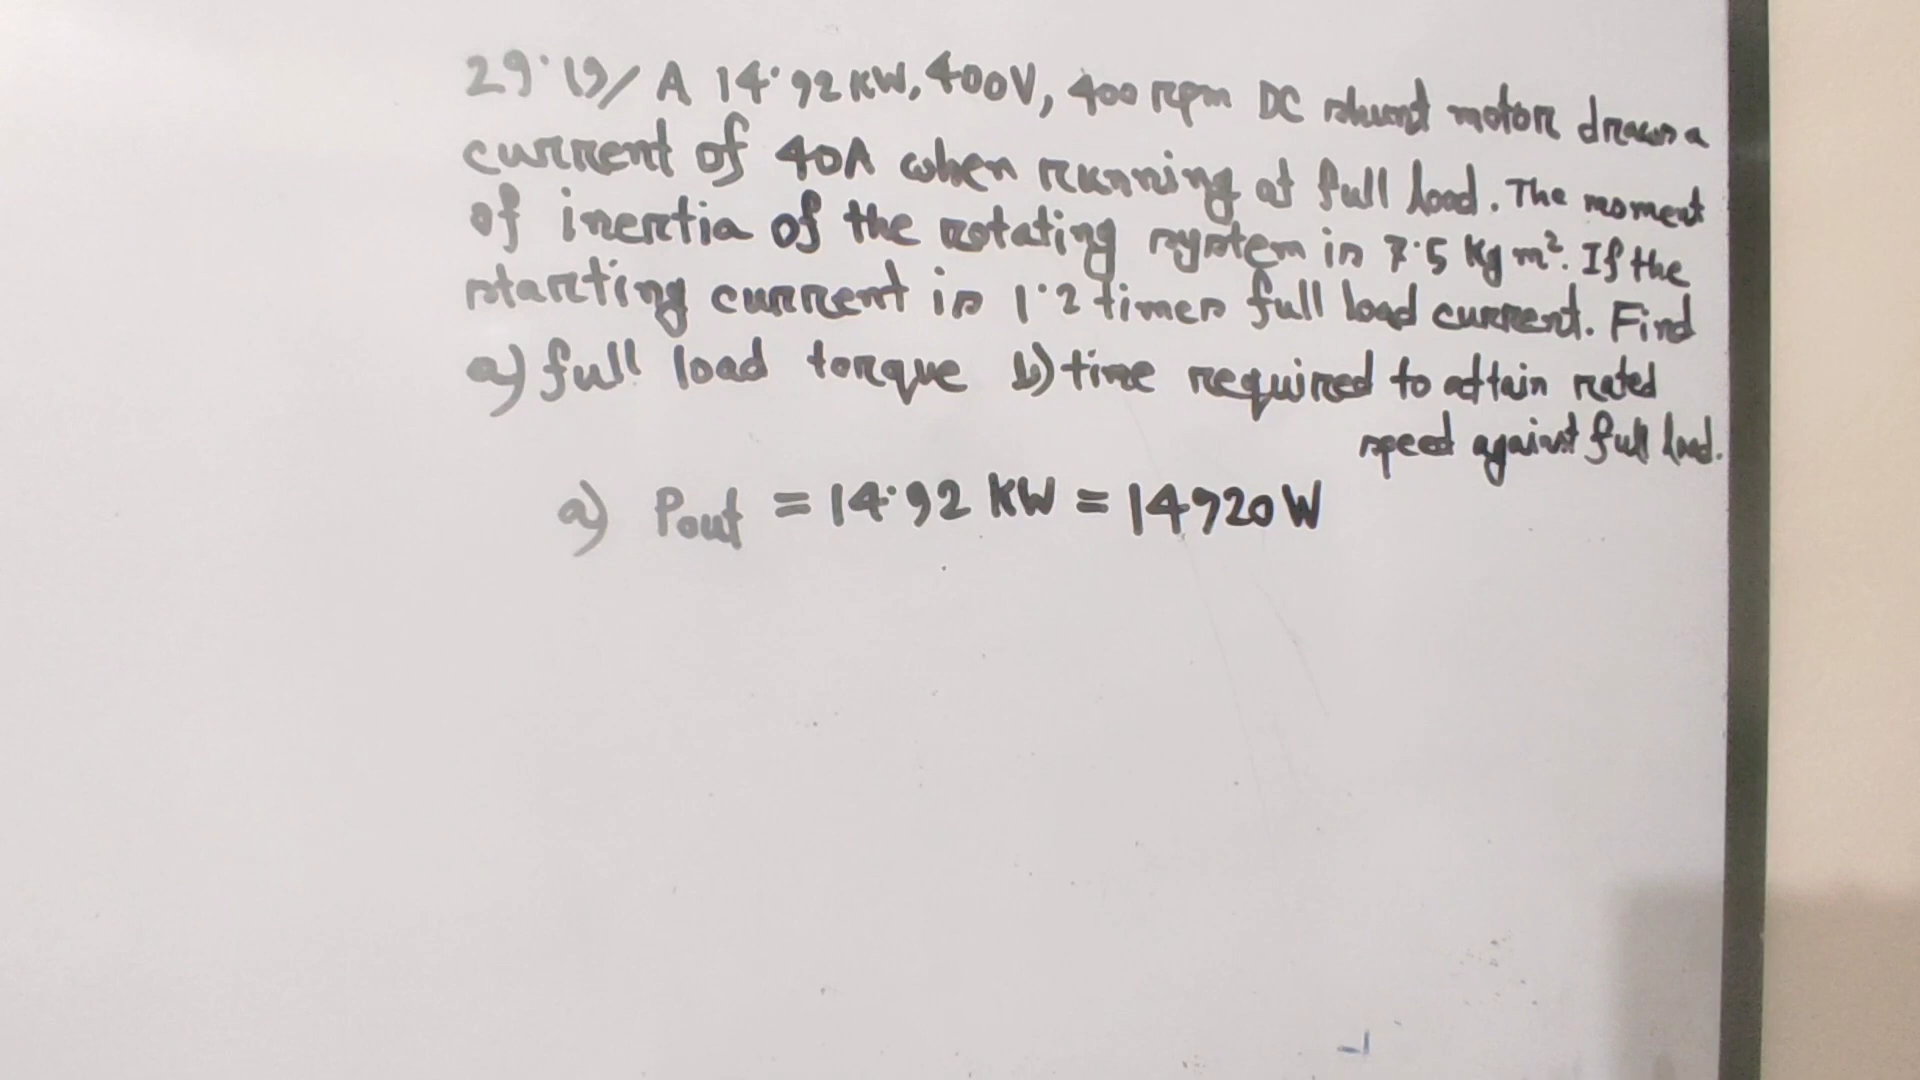 29.19/ A 14.92 KW, 400V, 400 rpm DC shunt motor draws a
current of 40A when running at full load. The moment
of inertia of the rotating system is 7.5 Kg m². If the
starting current is 1.2 times full load current. Find
a) full load torque b) time required to attain rated
speed against full load.
a) Pout = 14.92 KW = 14920 W